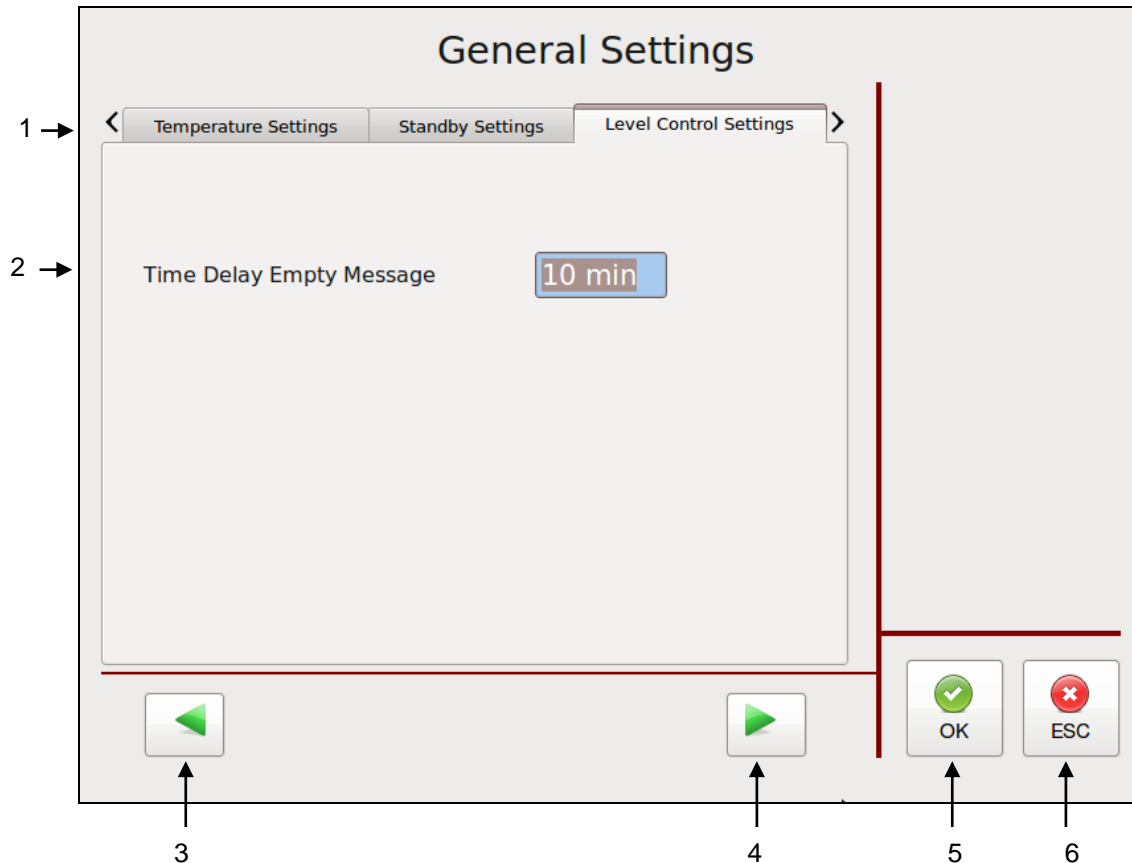 General Settings
1
Temperature Settings
Standby Settings
Level Control Settings
2
Time Delay Empty Message
10 min
OK
ESC
3
4
5
6